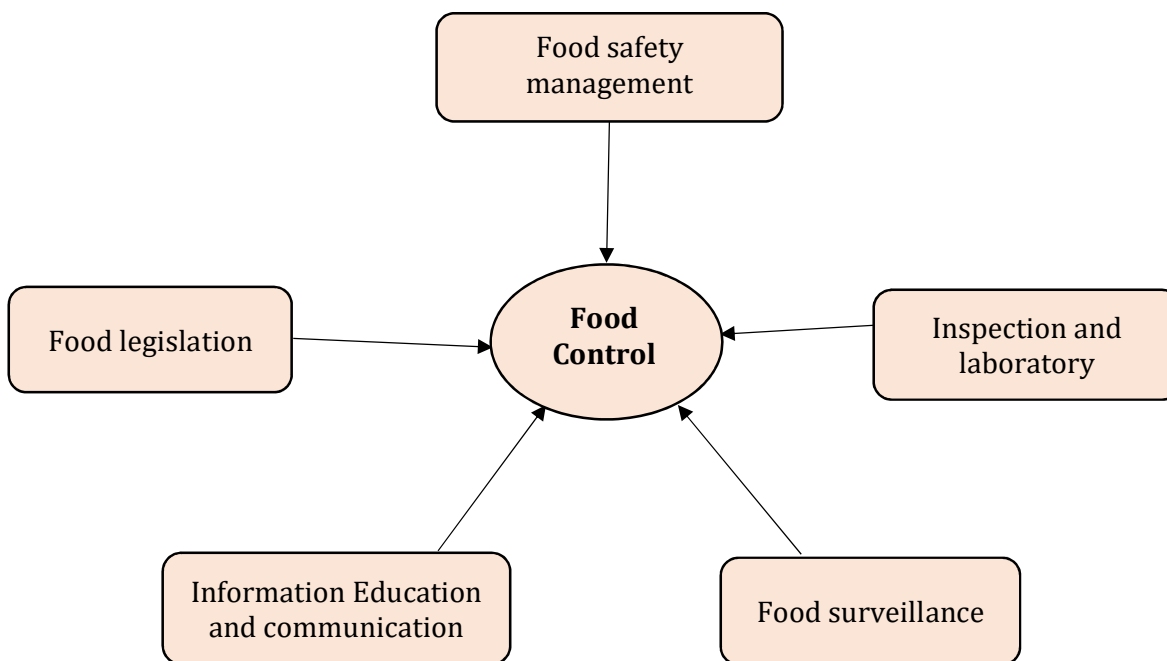 Food safety
management
Food legislation
Food
Control
Inspection and
laboratory
Information Education
and communication
Food surveillance